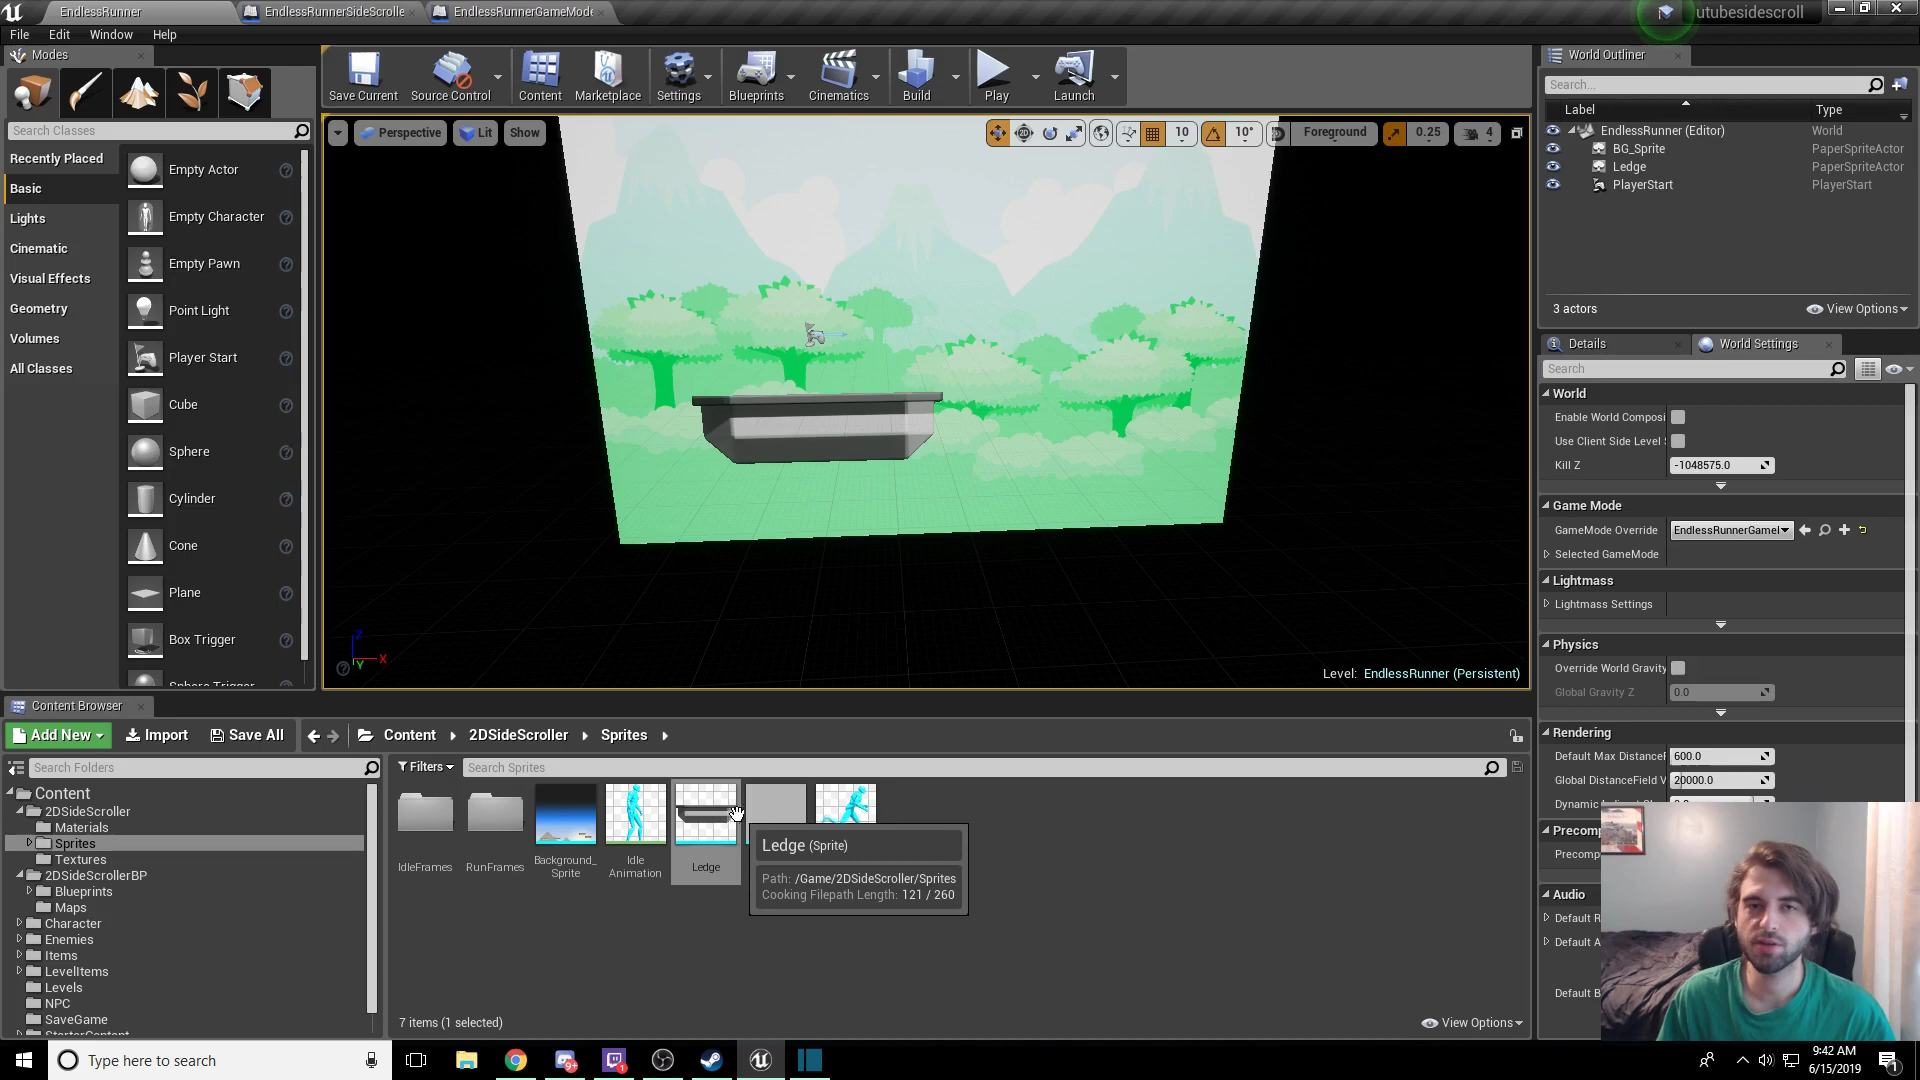 EndlessRunner
EndlessRunnerSideScrolle
EndlessRunnerGameMode
utubesidescroll
File Edit Window Help
Modes
Save Current
Source Control
Content
Marketplace
Settings
Blueprints
Cinematics
Build
Play
Launch
World Outliner
Search...
Label
Type
Search Classes
Perspective
Lit
Show
10
10°
Foreground
0.25
4
EndlessRunner (Editor) World
BG_Sprite PaperSpriteActor
Ledge PaperSpriteActor
PlayerStart PlayerStart
3 actors
View Options
Recently Placed
Basic
Lights
Cinematic
Visual Effects
Geometry
Volumes
All Classes
Empty Actor
Empty Character
Empty Pawn
Point Light
Player Start
Cube
Sphere
Cylinder
Cone
Plane
Box Trigger
Sphere Trigger
Z
X
Y
Level: EndlessRunner (Persistent)
Details
World Settings
Search
World
Enable World Composi
Use Client Side Level
Kill Z -1048575.0
Game Mode
GameMode Override EndlessRunnerGameI
Selected GameMode
Lightmass
Lightmass Settings
Physics
Override World Gravity
Global Gravity Z 0.0
Rendering
Default Max DistanceF 600.0
Global DistanceField V 20000.0
Precomp
Precomp
Audio
Default R
Default A
Default B
Content Browser
Add New
Import
Save All
Content
2DSideScroller
Sprites
Search Folders
Filters
Search Sprites
Content
2DSideScroller
Materials
Sprites
Textures
2DSideScrollerBP
Blueprints
Maps
Character
Enemies
Items
LevelItems
Levels
NPC
SaveGame
StarterContent
IdleFrames
RunFrames
Background_
Sprite
Idle
Animation
Ledge
Ledge (Sprite)
Path: /Game/2DSideScroller/Sprites
Cooking Filepath Length: 121 / 260
7 items (1 selected)
View Options
Type here to search
9+
1
9:42 AM
6/15/2019
1